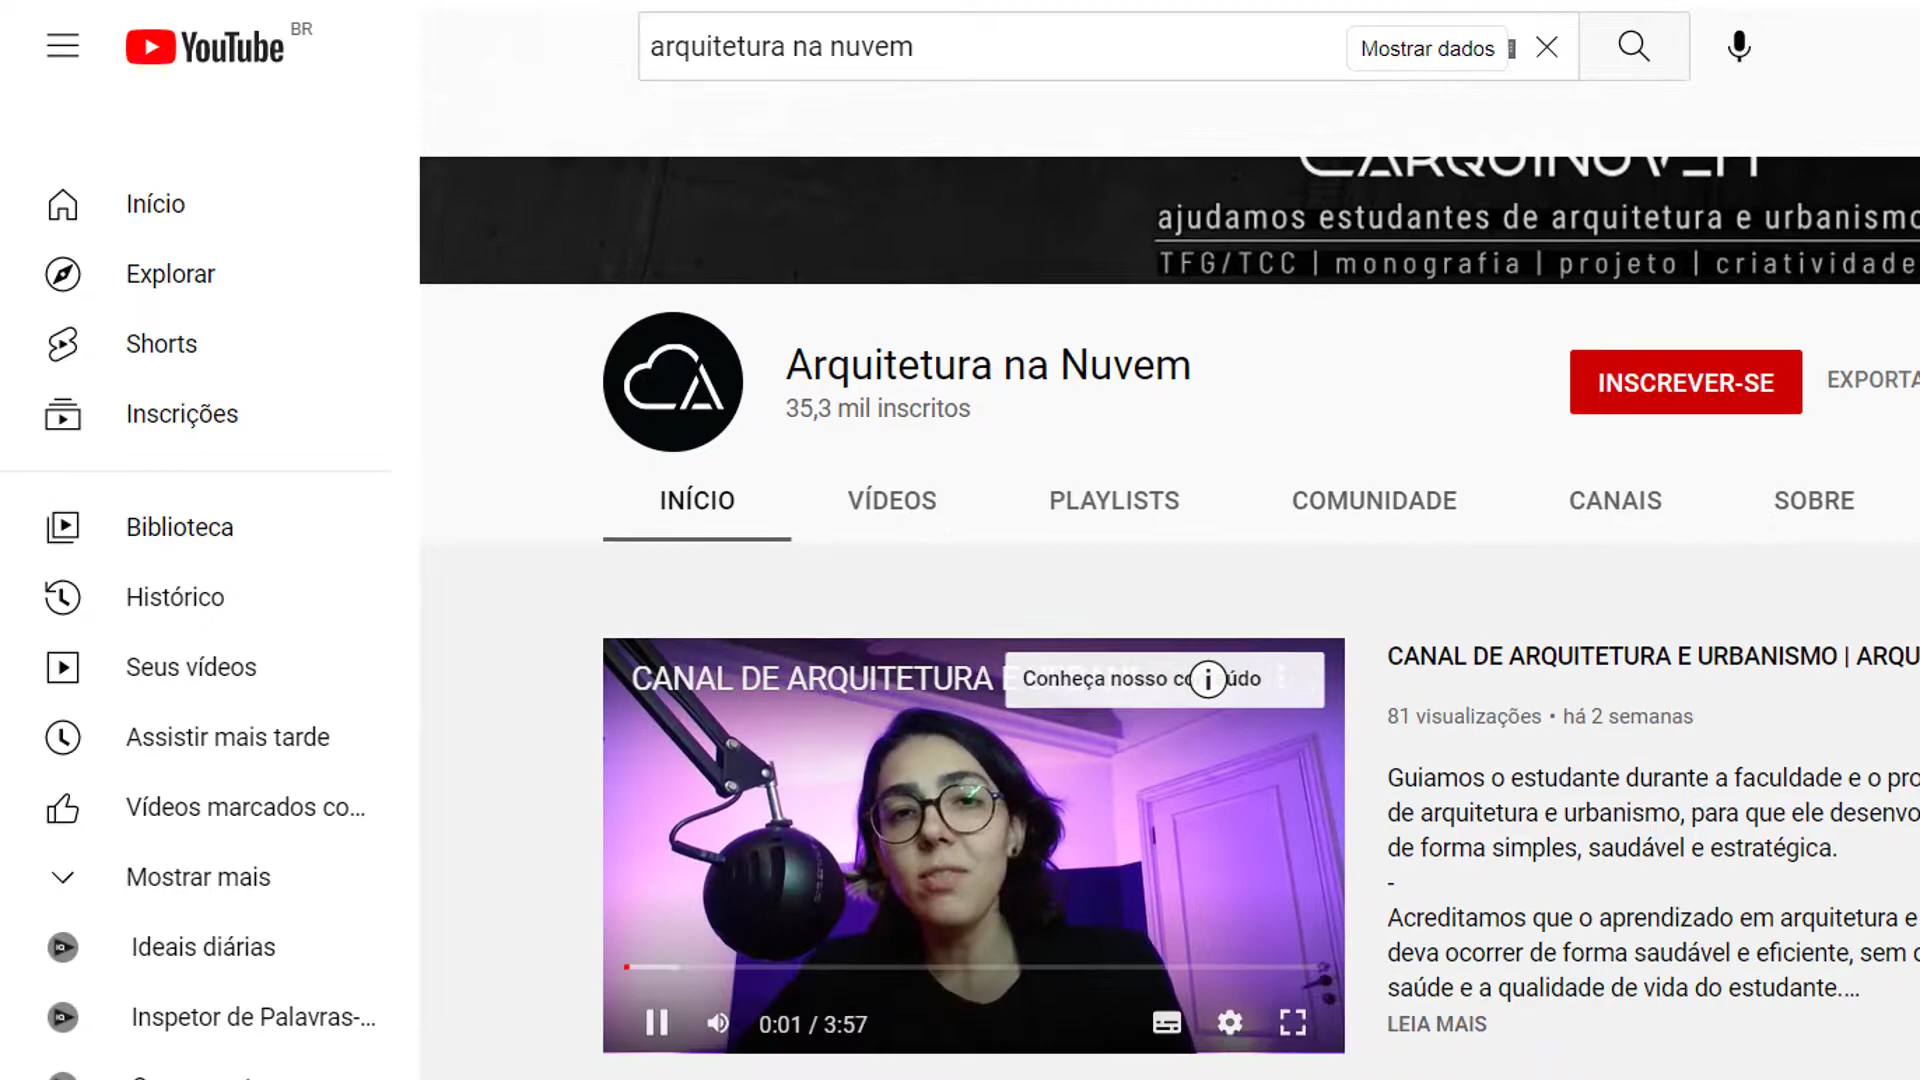 YouTube BR
arquitetura na nuvem
Mostrar dados
Início
Explorar
Shorts
Inscrições
Biblioteca
Histórico
Seus vídeos
Assistir mais tarde
Vídeos marcados co...
Mostrar mais
Ideais diárias
Inspetor de Palavras-...
ajudamos estudantes de arquitetura e urbanismo
TFG/TCC | monografia | projeto | criatividade
Arquitetura na Nuvem
35,3 mil inscritos
INSCREVER-SE
EXPORTA
INÍCIO
VÍDEOS
PLAYLISTS
COMUNIDADE
CANAIS
SOBRE
CANAL DE ARQUITETURA E
Conheça nosso co údo
0:01 / 3:57
CANAL DE ARQUITETURA E URBANISMO | ARQU
81 visualizações • há 2 semanas
Guiamos o estudante durante a faculdade e o pro
de arquitetura e urbanismo, para que ele desenvo
de forma simples, saudável e estratégica.
-
Acreditamos que o aprendizado em arquitetura e
deva ocorrer de forma saudável e eficiente, sem
saúde e a qualidade de vida do estudante....
LEIA MAIS